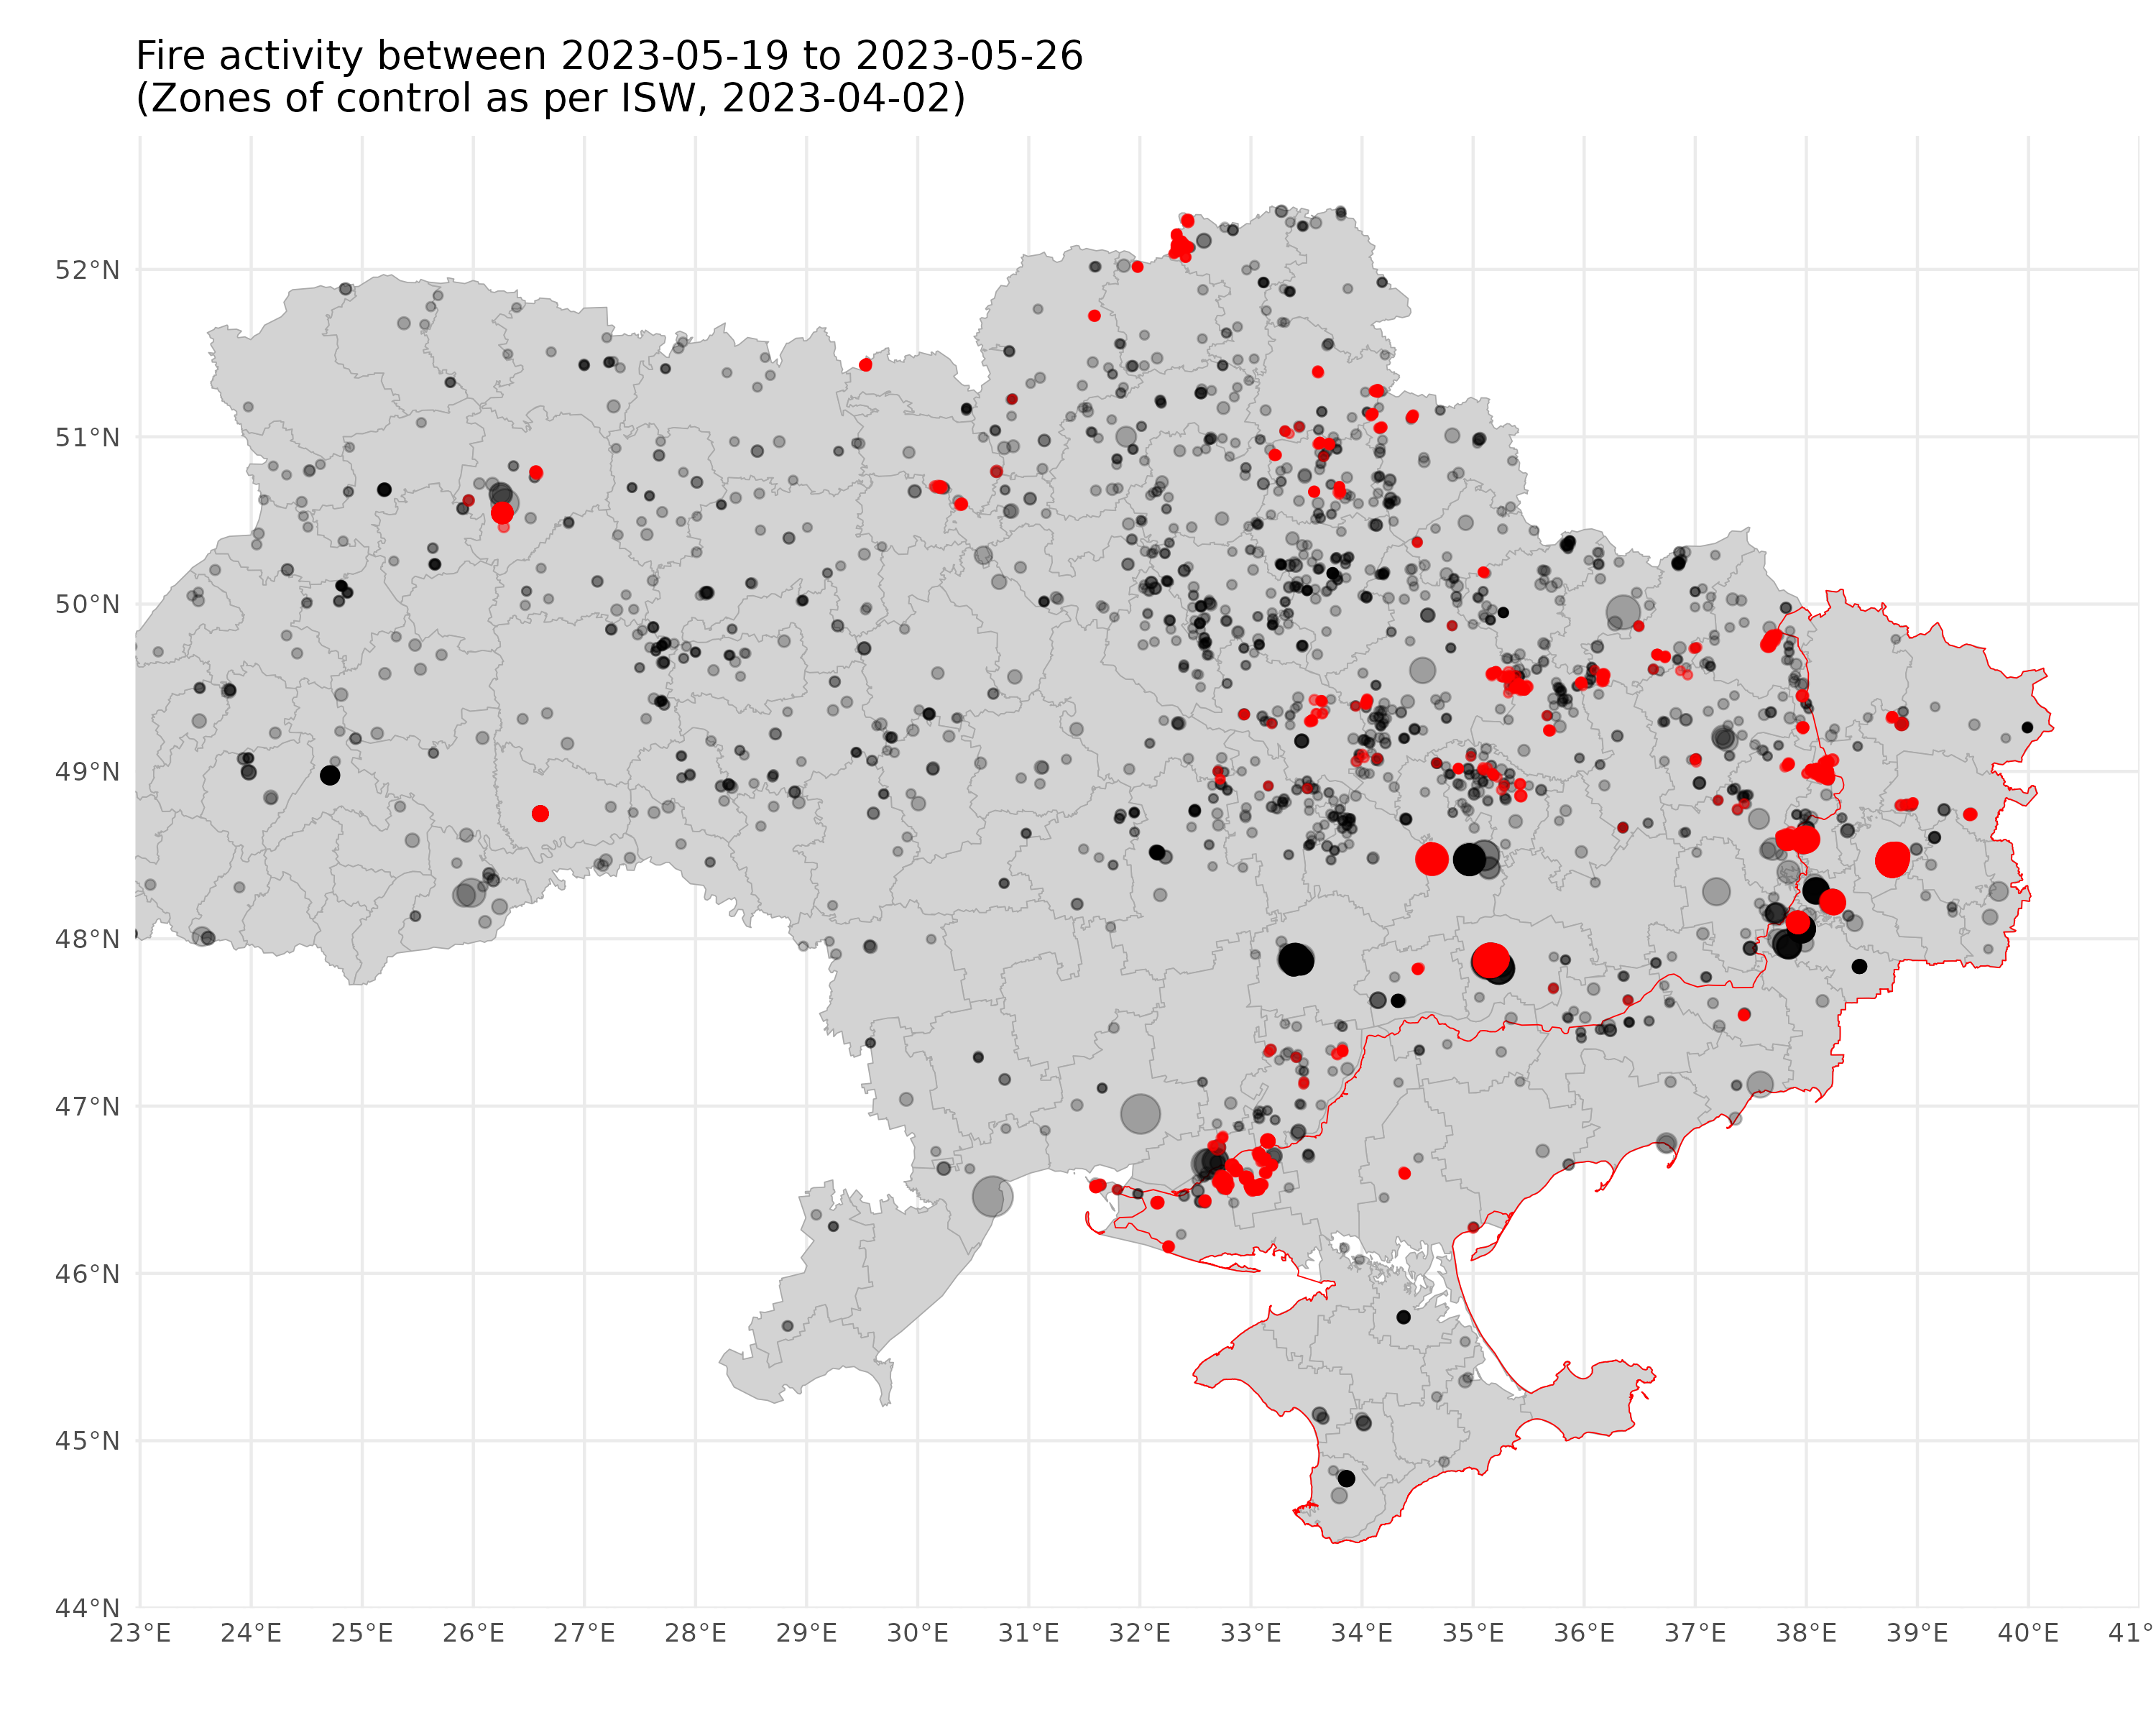 Fire activity between 2023-05-19 to 2023-05-26
(Zones of control as per ISW, 2023-04-02)
52°N
51°N
50°N
49°N
48°N
47°N
46°N
45°N
44°N
23°E 24°E 25°E 26°E 27°E 28°E 29°E 30°E 31°E 32°E 33°E 34°E 35°E 36°E 37°E 38°E 39°E 40°E 41°